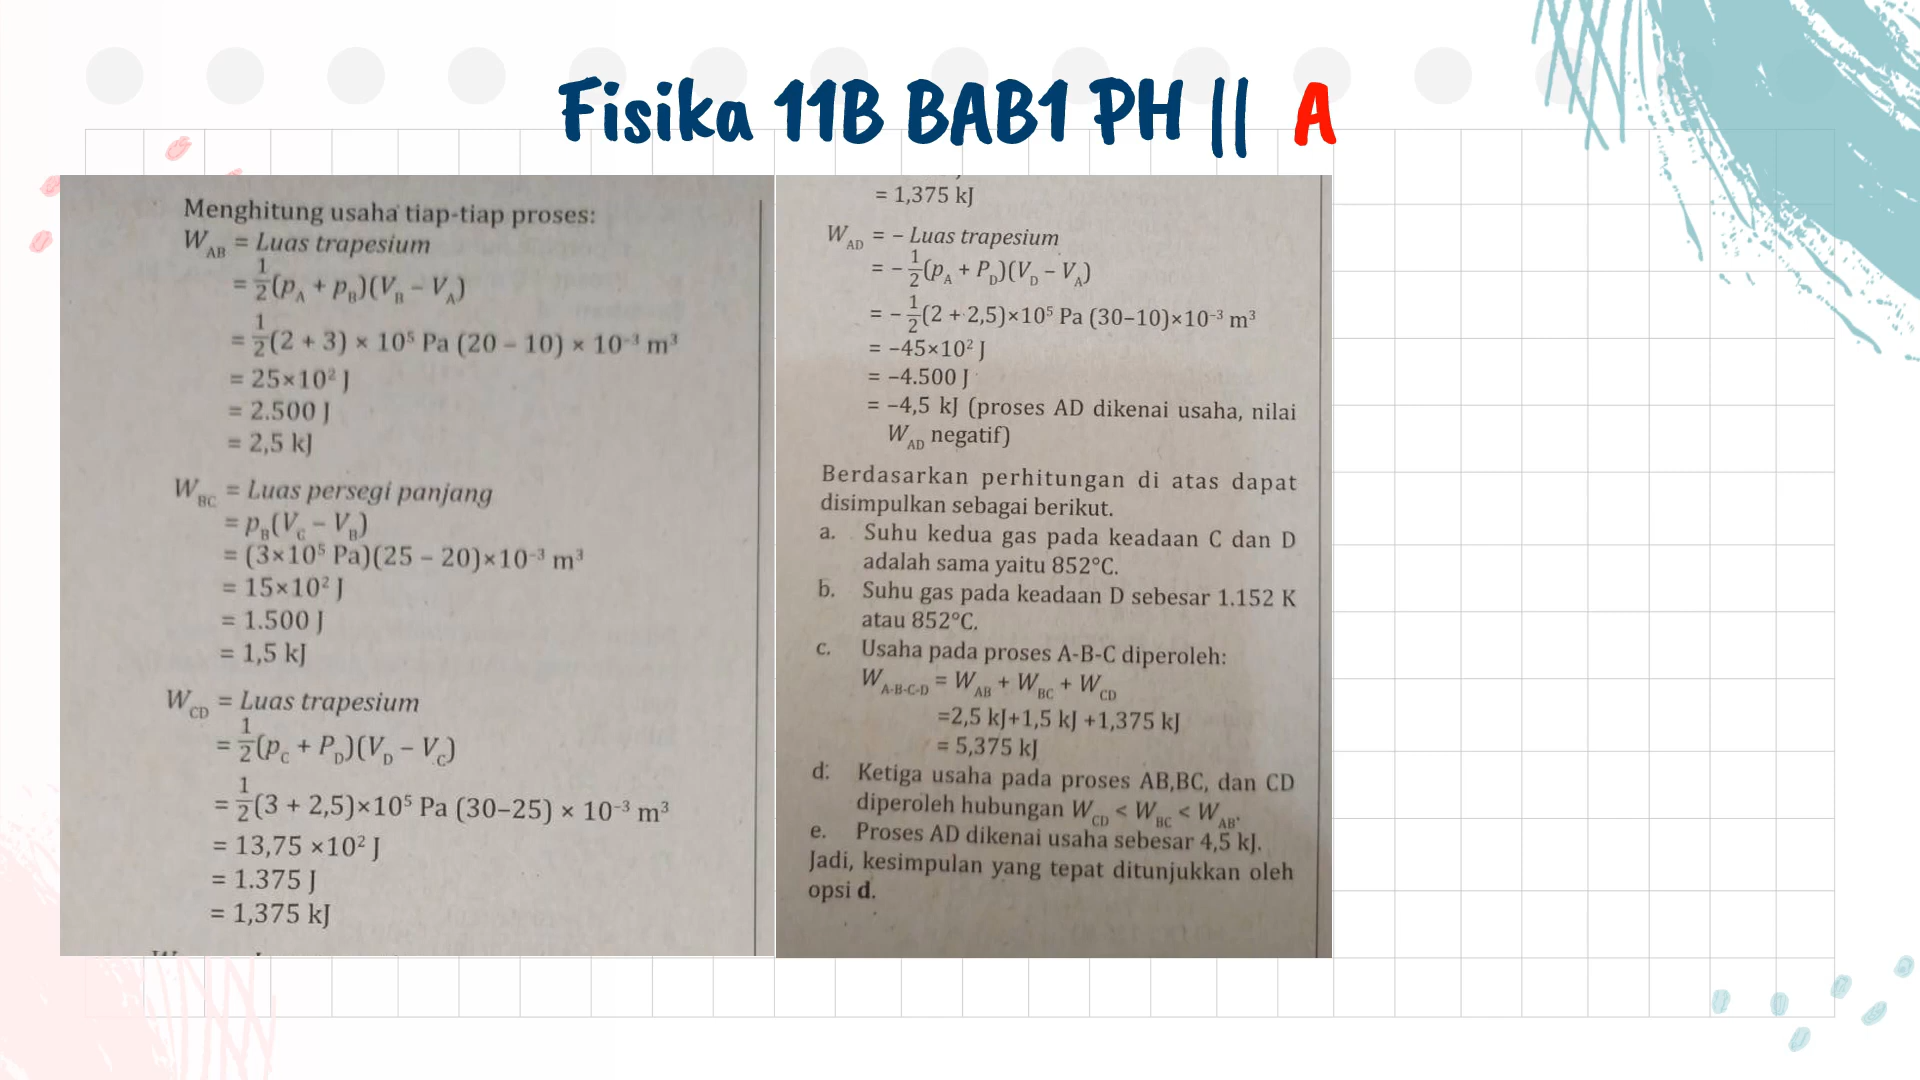 Fisika 11B BAB1 PH || A
Menghitung usaha tiap-tiap proses:
W_AB = Luas trapesium
= 1/2(p_A + p_B)(V_B – V_A)
= 1/2(2 + 3) × 10⁵ Pa (20 – 10) × 10⁻³ m³
= 25×10² J
= 2.500 J
= 2,5 kJ
W_BC = Luas persegi panjang
= p_B(V_C – V_B)
= (3×10⁵ Pa)(25 – 20)×10⁻³ m³
= 15×10² J
= 1.500 J
= 1,5 kJ
W_CD = Luas trapesium
= 1/2(p_C + P_D)(V_D – V_C)
= 1/2(3 + 2,5)×10⁵ Pa (30–25) × 10⁻³ m³
= 13,75 ×10² J
= 1.375 J
= 1,375 kJ
= 1,375 kJ
W_AD = – Luas trapesium
= – 1/2(p_A + P_D)(V_D – V_A)
= – 1/2(2 + 2,5)×10⁵ Pa (30–10)×10⁻³ m³
= –45×10² J
= –4.500 J
= –4,5 kJ (proses AD dikenai usaha, nilai
W_AD negatif)
Berdasarkan perhitungan di atas dapat
disimpulkan sebagai berikut.
a. Suhu kedua gas pada keadaan C dan D
adalah sama yaitu 852°C.
b. Suhu gas pada keadaan D sebesar 1.152 K
atau 852°C.
c. Usaha pada proses A-B-C diperoleh:
W_A-B-C-D = W_AB + W_BC + W_CD
=2,5 kJ+1,5 kJ +1,375 kJ
= 5,375 kJ
d. Ketiga usaha pada proses AB,BC, dan CD
diperoleh hubungan W_CD < W_BC < W_AB.
e. Proses AD dikenai usaha sebesar 4,5 kJ.
Jadi, kesimpulan yang tepat ditunjukkan oleh
opsi d.